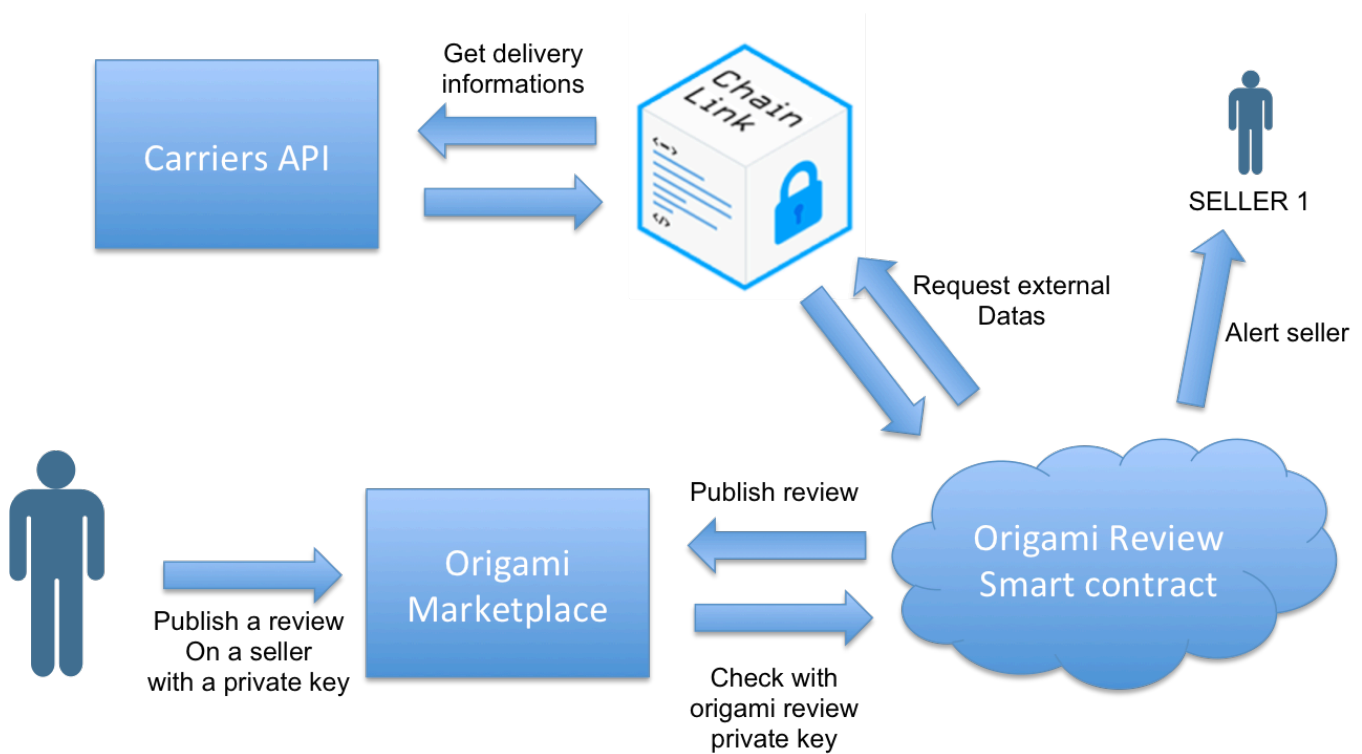 Get delivery
informations
Chain
Link
Carriers API
SELLER 1
Request external
Datas
Alert seller
Publish review
Origami Review
Smart contract
Origami
Marketplace
Publish a review
On a seller
with a private key
Check with
origami review
private key